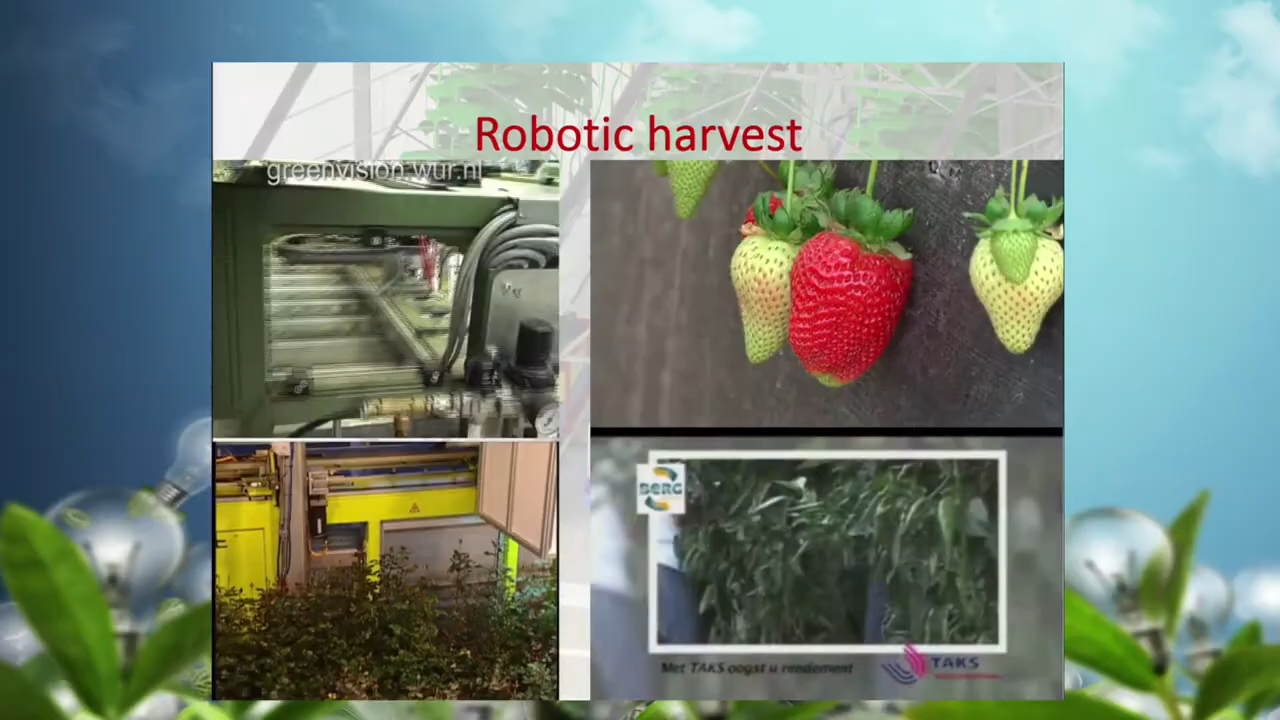 Robotic harvest
greenvision.wur.nl
BERG
Met TAKS oogst u rendement
TAKS